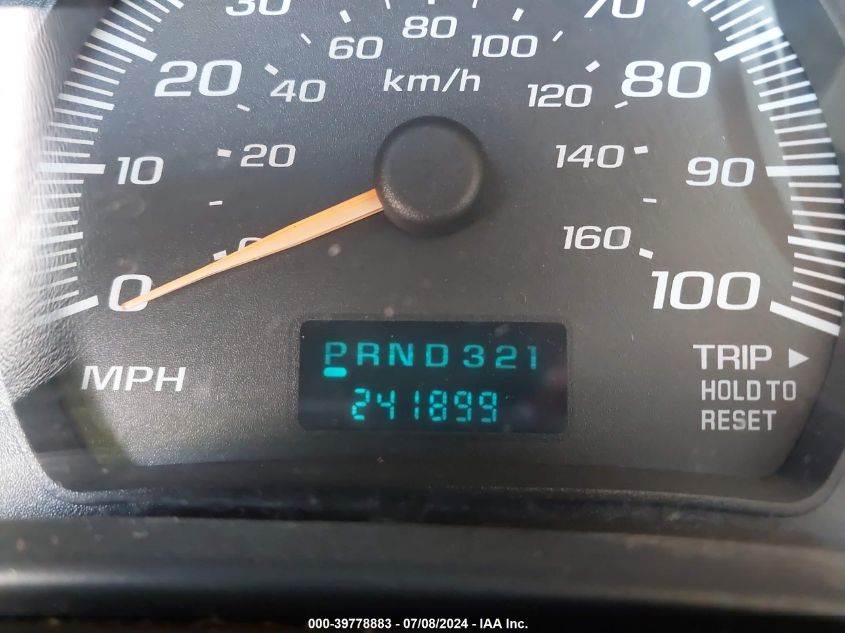 30 70
60 80 100
20 40 km/h 120 80
10 20 140 90
0 0 160 100
PRND321
241899
MPH
TRIP ▶
HOLD TO
RESET
000-39778883 - 07/08/2024 - IAA Inc.